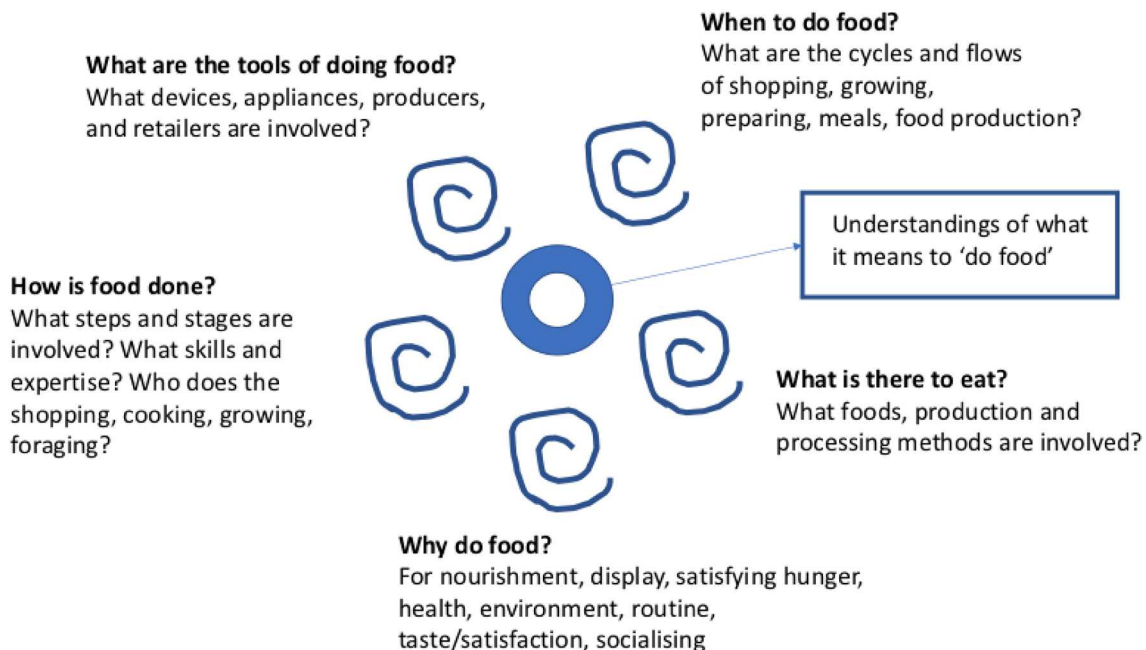 What are the tools of doing food?
What devices, appliances, producers,
and retailers are involved?
When to do food?
What are the cycles and flows
of shopping, growing,
preparing, meals, food production?
Understandings of what
it means to ‘do food’
How is food done?
What steps and stages are
involved? What skills and
expertise? Who does the
shopping, cooking, growing,
foraging?
What is there to eat?
What foods, production and
processing methods are involved?
Why do food?
For nourishment, display, satisfying hunger,
health, environment, routine,
taste/satisfaction, socialising